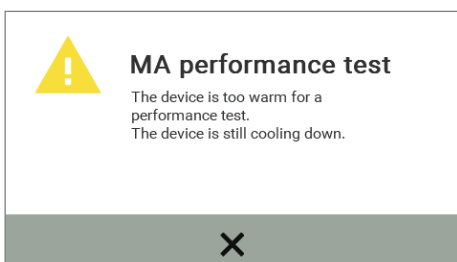 MA performance test
The device is too warm for a
performance test.
The device is still cooling down.